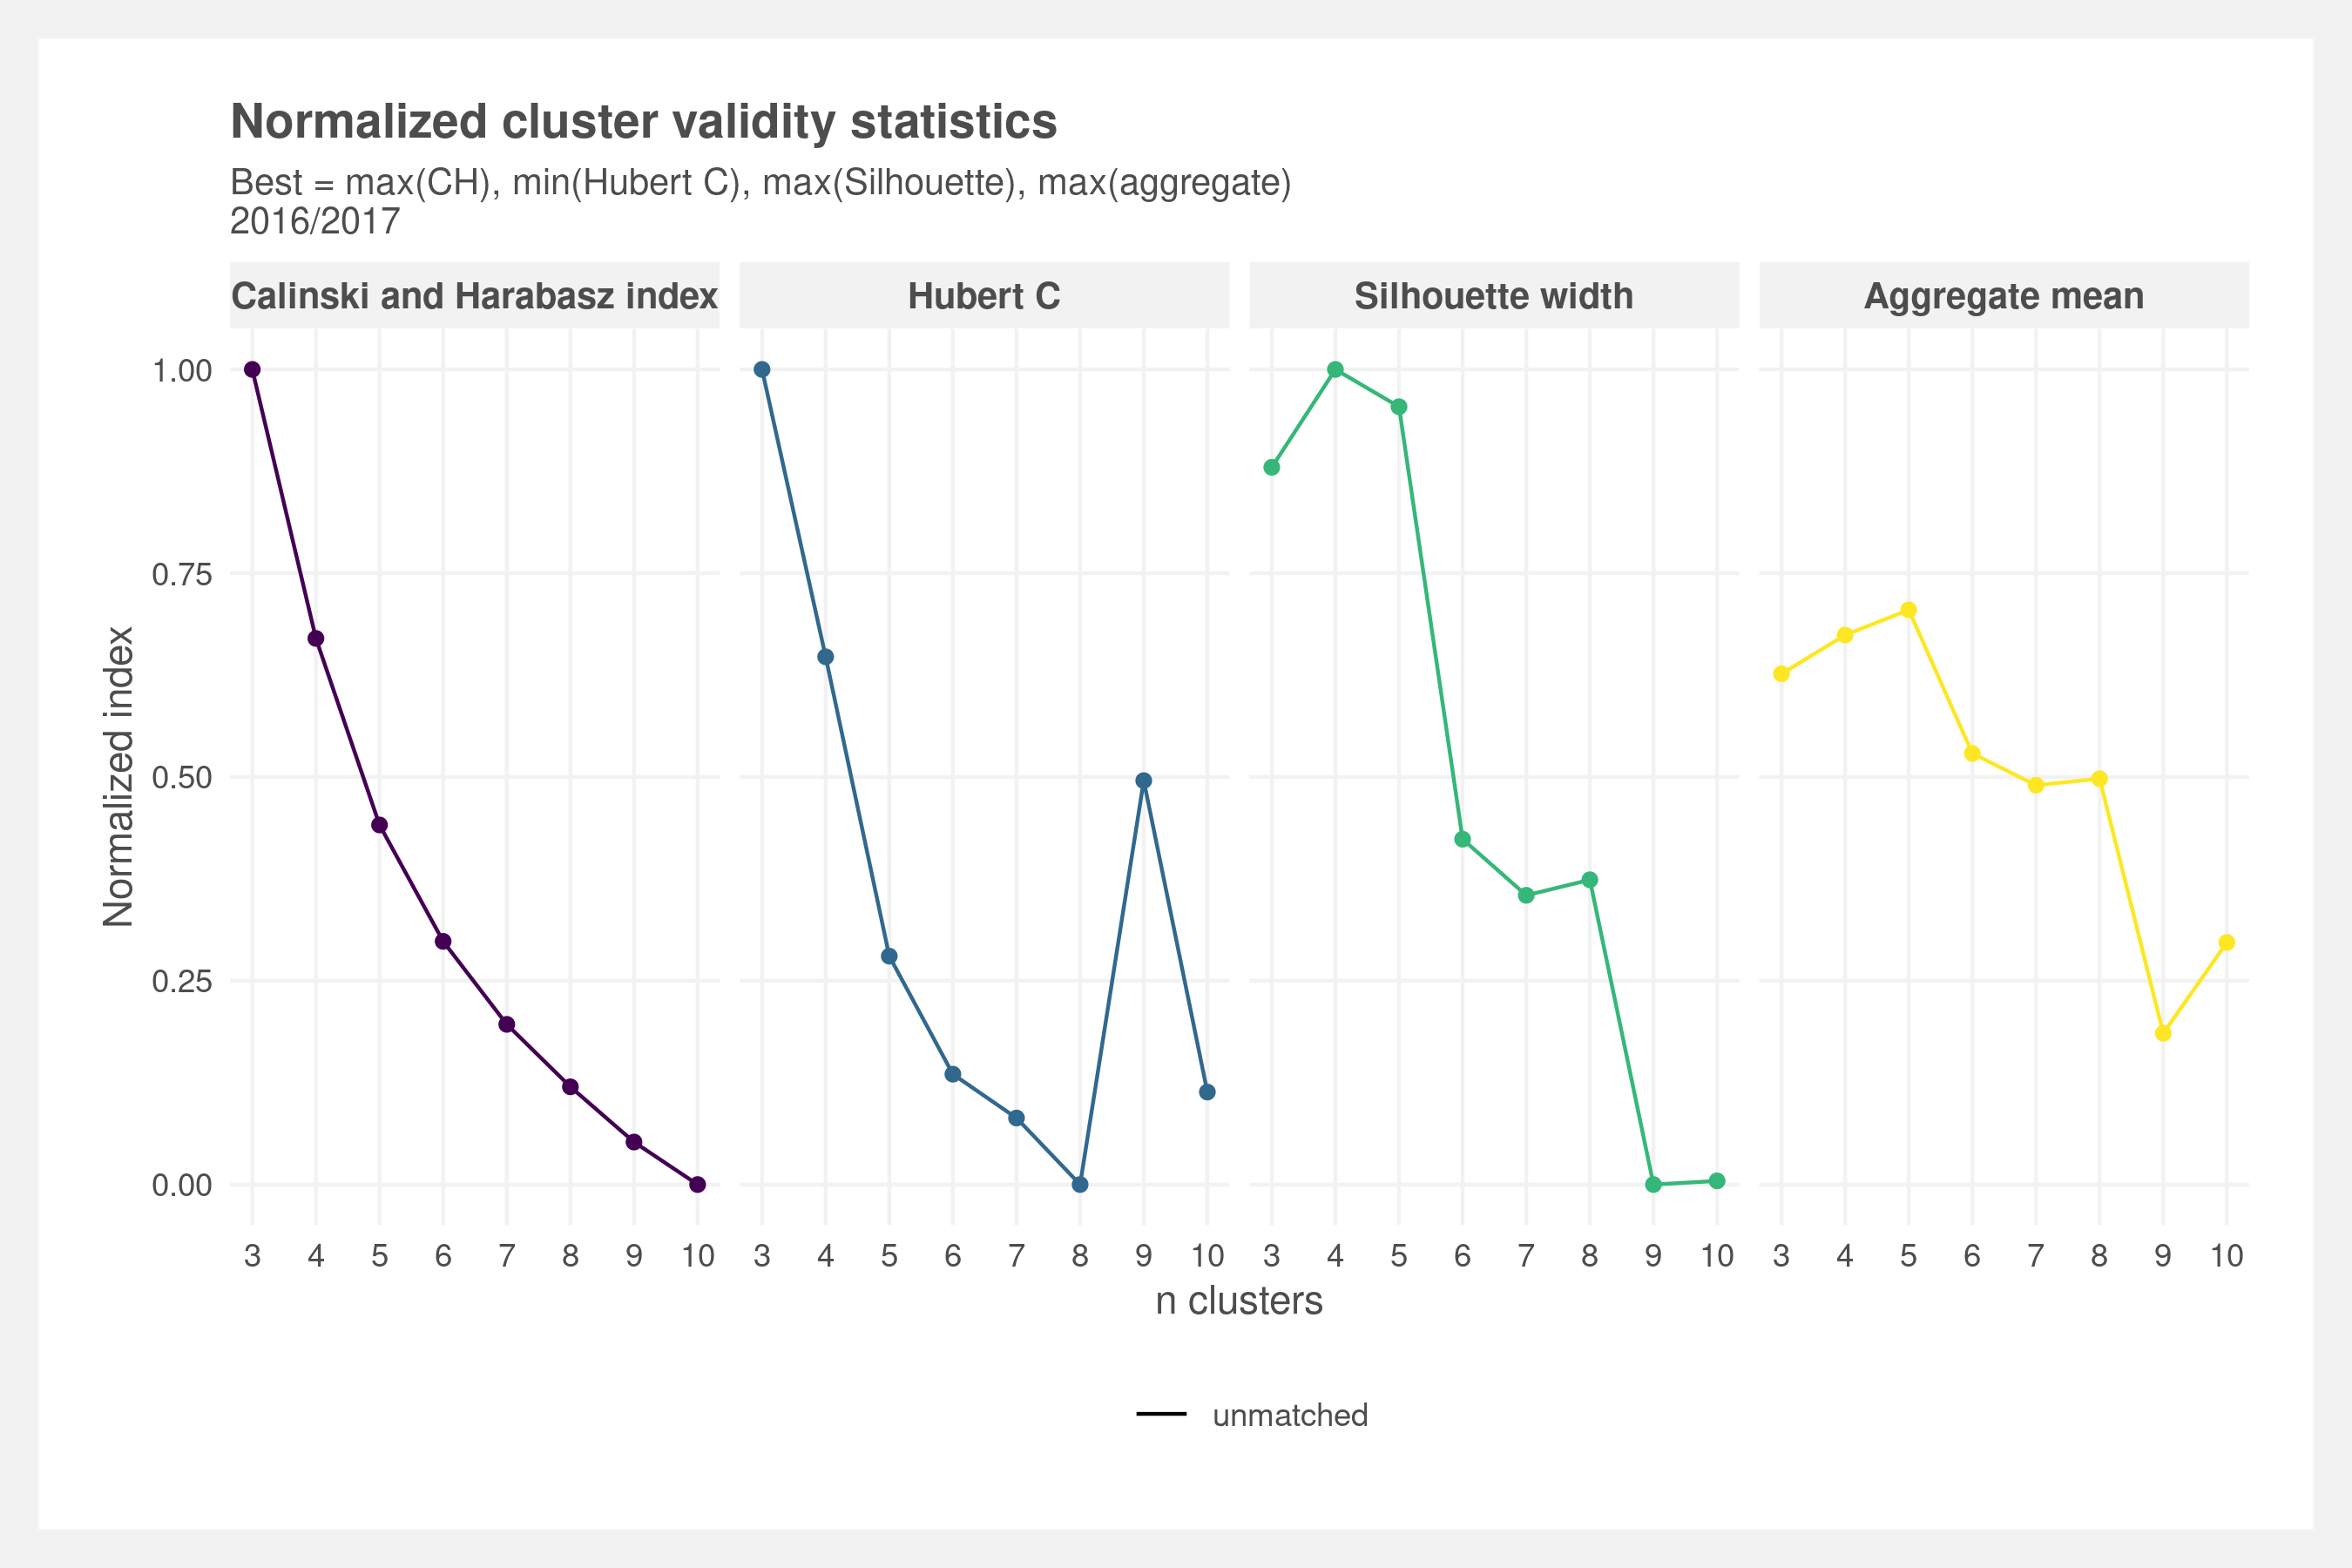 Normalized cluster validity statistics
Best = max(CH), min(Hubert C), max(Silhouette), max(aggregate)
2016/2017
Calinski and Harabasz index
Hubert C
Silhouette width
Aggregate mean
Normalized index
1.00
0.75
0.50
0.25
0.00
3 4 5 6 7 8 9 10
3 4 5 6 7 8 9 10
3 4 5 6 7 8 9 10
3 4 5 6 7 8 9 10
n clusters
unmatched